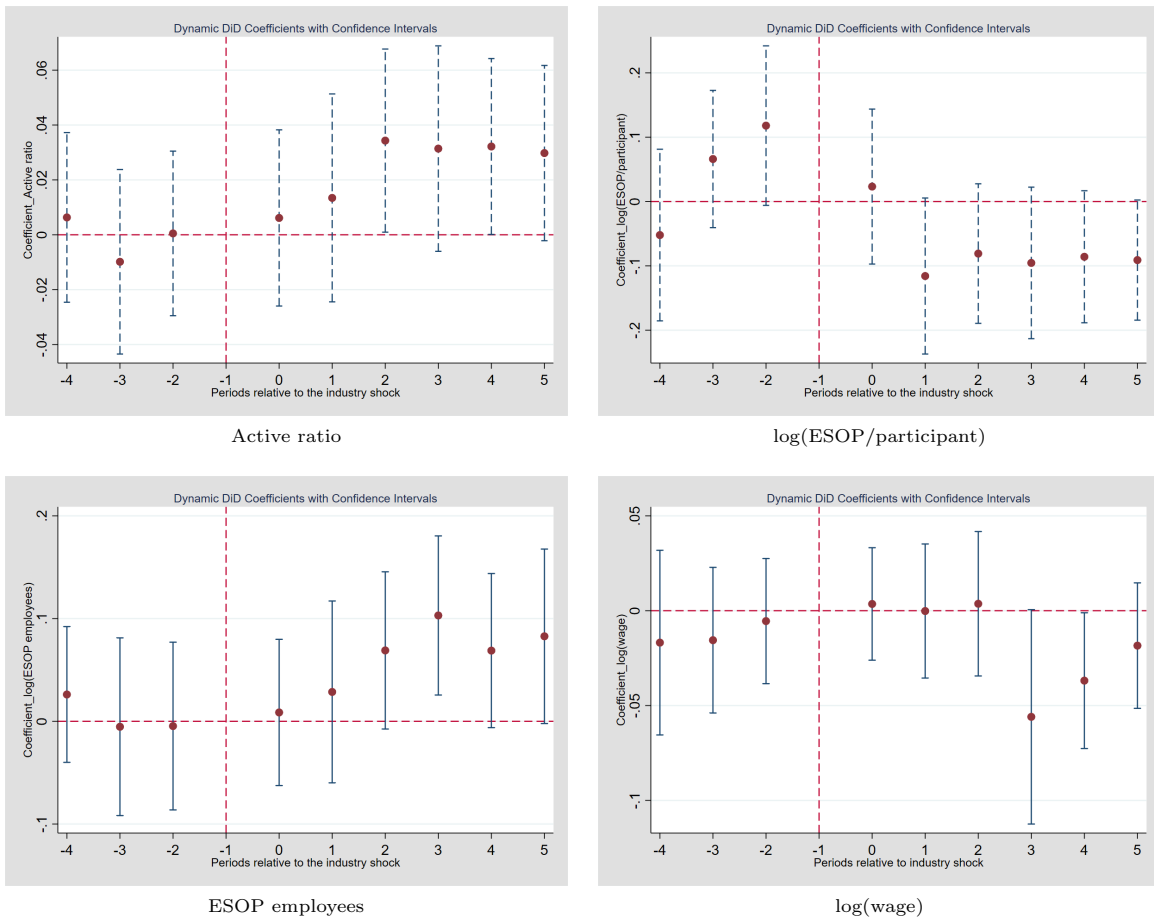 Dynamic DiD Coefficients with Confidence Intervals
Coefficient_Active ratio
.06
.04
.02
0
-.02
-.04
-4 -3 -2 -1 0 1 2 3 4 5
Periods relative to the industry shock
Active ratio
Dynamic DiD Coefficients with Confidence Intervals
Coefficient_log(ESOP/participant)
.2
.1
0
-.1
-.2
-4 -3 -2 -1 0 1 2 3 4 5
Periods relative to the industry shock
log(ESOP/participant)
Dynamic DiD Coefficients with Confidence Intervals
Coefficient_log(ESOP employees)
.2
.1
0
-.1
-4 -3 -2 -1 0 1 2 3 4 5
Periods relative to the industry shock
ESOP employees
Dynamic DiD Coefficients with Confidence Intervals
Coefficient_log(wage)
.05
0
-.05
-.1
-4 -3 -2 -1 0 1 2 3 4 5
Periods relative to industry shock
log(wage)